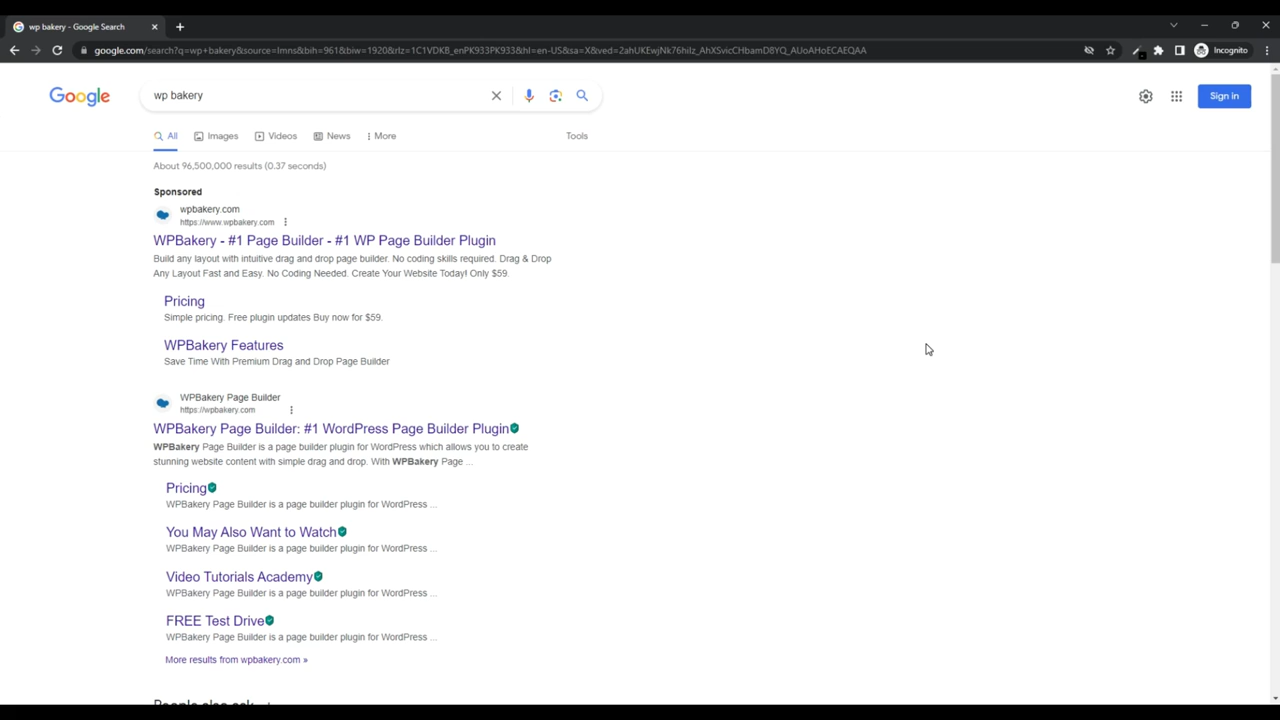 wp bakery - Google Search
google.com/search?q=wp+bakery&source=lmns&bih=961&biw=1920&rlz=1C1VDKB_enPK933PK933&hl=en-US&sa=X&ved=2ahUKEwjNk76hilz_AhXSvicCHbamD8YQ_AUoAHoECAEQAA
Incognito
Google
wp bakery
Sign in
All Images Videos News More Tools
About 96,500,000 results (0.37 seconds)
Sponsored
wpbakery.com
https://www.wpbakery.com
WPBakery - #1 Page Builder - #1 WP Page Builder Plugin
Build any layout with intuitive drag and drop page builder. No coding skills required. Drag & Drop
Any Layout Fast and Easy. No Coding Needed. Create Your Website Today! Only $59.
Pricing
Simple pricing. Free plugin updates Buy now for $59.
WPBakery Features
Save Time With Premium Drag and Drop Page Builder
WPBakery Page Builder
https://wpbakery.com
WPBakery Page Builder: #1 WordPress Page Builder Plugin
WPBakery Page Builder is a page builder plugin for WordPress which allows you to create
stunning website content with simple drag and drop. With WPBakery Page ...
Pricing
WPBakery Page Builder is a page builder plugin for WordPress ...
You May Also Want to Watch
WPBakery Page Builder is a page builder plugin for WordPress ...
Video Tutorials Academy
WPBakery Page Builder is a page builder plugin for WordPress ...
FREE Test Drive
WPBakery Page Builder is a page builder plugin for WordPress ...
More results from wpbakery.com »
People also ask